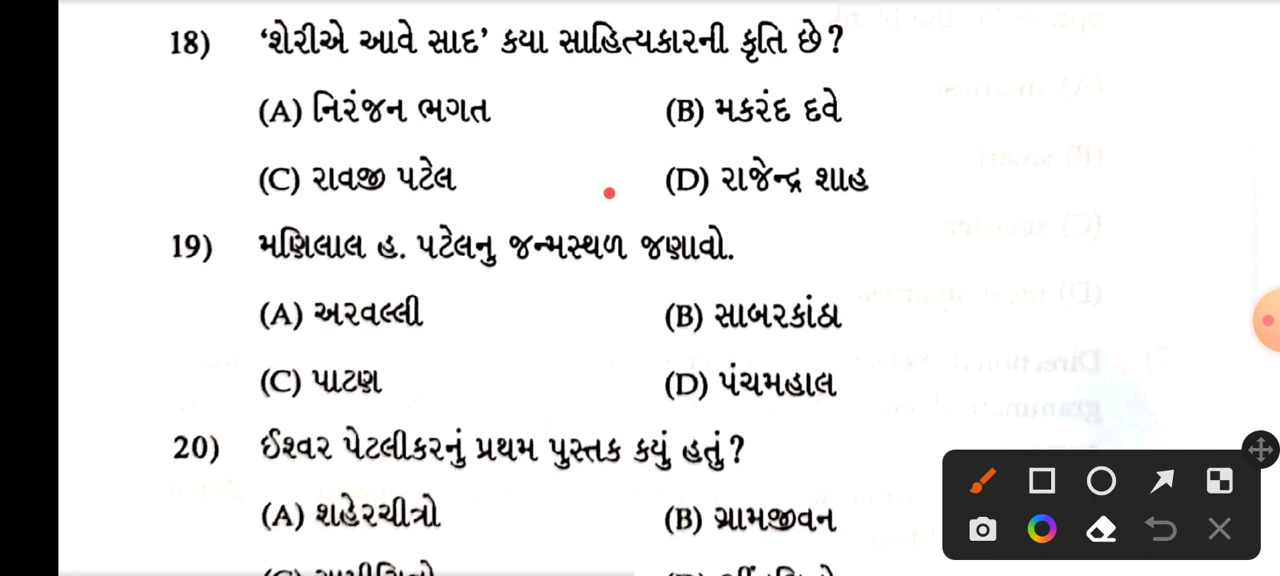 18) ‘શેરીએ આવે સાદ’ કયા સાહિત્યકારની કૃતિ છે?
(A) નિરંજન ભગત (B) મકરંદ દવે
(C) રાવજી પટેલ (D) રાજેન્દ્ર શાહ
19) મણિલાલ હ. પટેલનુ જન્મસ્થળ જણાવો.
(A) અરવલ્લી (B) સાબરકાંઠા
(C) પાટણ (D) પંચમહાલ
20) ઈશ્વર પેટલીકરનું પ્રથમ પુસ્તક કયું હતું?
(A) શહેરચીત્રો (B) ગ્રામજીવન